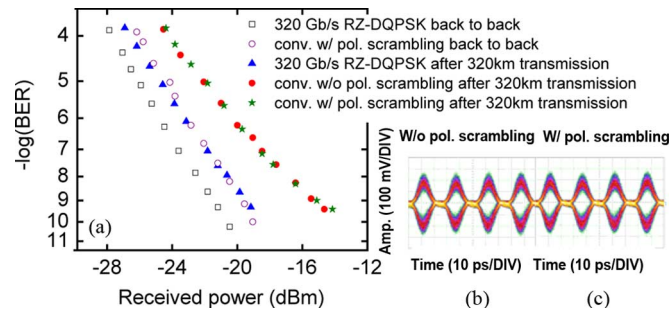 320 Gb/s RZ-DQPSK back to back
conv. w/ pol. scrambling back to back
320 Gb/s RZ-DQPSK after 320km transmission
conv. w/o pol. scrambling after 320km transmission
conv. w/ pol. scrambling after 320km transmission
-log(BER)
4
5
6
7
8
9
10
11
(a)
-28 -24 -20 -16 -12
Received power (dBm)
W/o pol. scrambling W/ pol. scrambling
Amp. (100 mV/DIV)
Time (10 ps/DIV) Time (10 ps/DIV)
(b) (c)